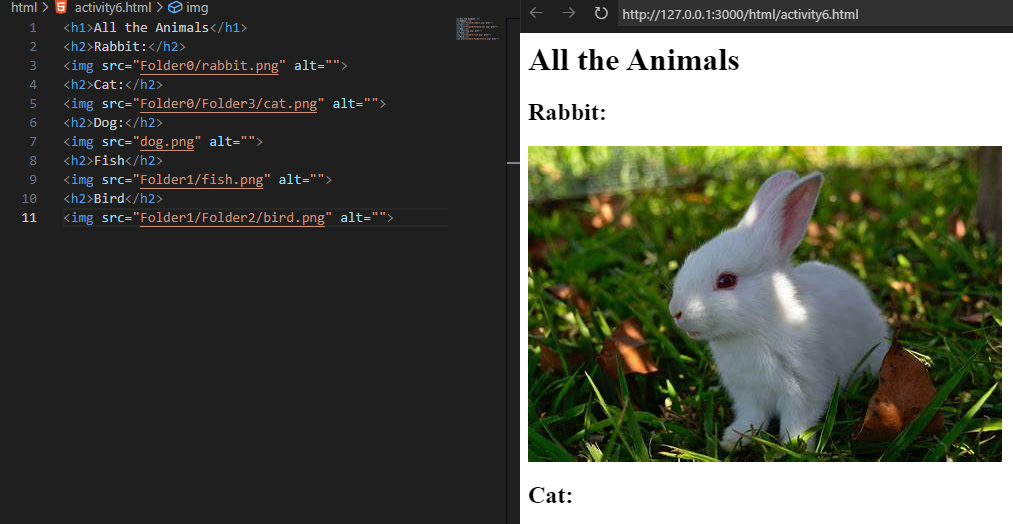 html > activity6.html > img
1 <h1>All the Animals</h1>
2 <h2>Rabbit:</h2>
3 <img src="Folder0/rabbit.png" alt="">
4 <h2>Cat:</h2>
5 <img src="Folder0/Folder3/cat.png" alt="">
6 <h2>Dog:</h2>
7 <img src="dog.png" alt="">
8 <h2>Fish</h2>
9 <img src="Folder1/fish.png" alt="">
10 <h2>Bird</h2>
11 <img src="Folder1/Folder2/bird.png" alt="">
http://127.0.0.1:3000/html/activity6.html
All the Animals
Rabbit:
Cat: